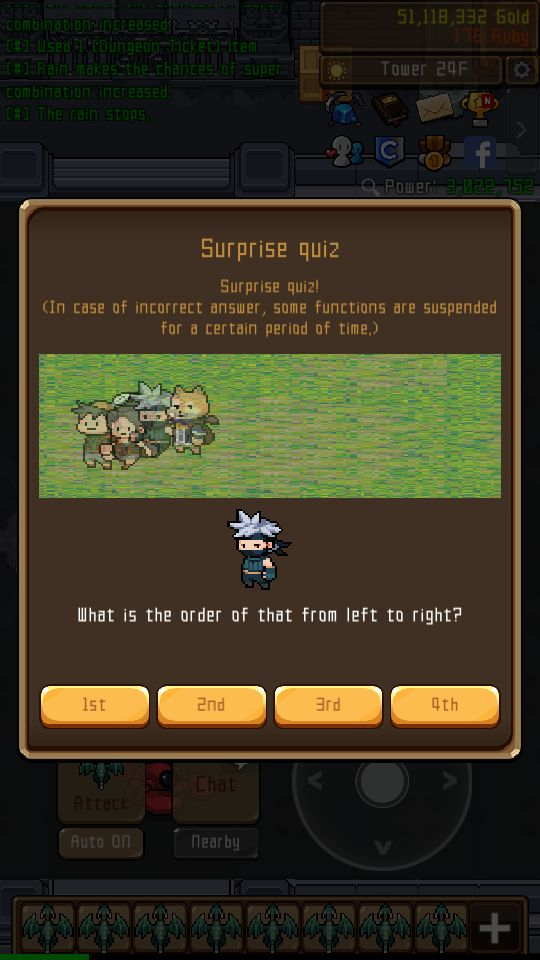 combination increased.
[#] Used 1 [Dungeon Ticket] item
[#] Rain makes the chances of super
combination increased.
[#] The rain stops.
51,118,332 Gold
176 Ruby
Tower 24F
Power: 3,022,752
Surprise quiz
Surprise quiz!
(In case of incorrect answer, some functions are suspended
for a certain period of time.)
What is the order of that from left to right?
1st 2nd 3rd 4th
Attack Chat
Auto ON Nearby